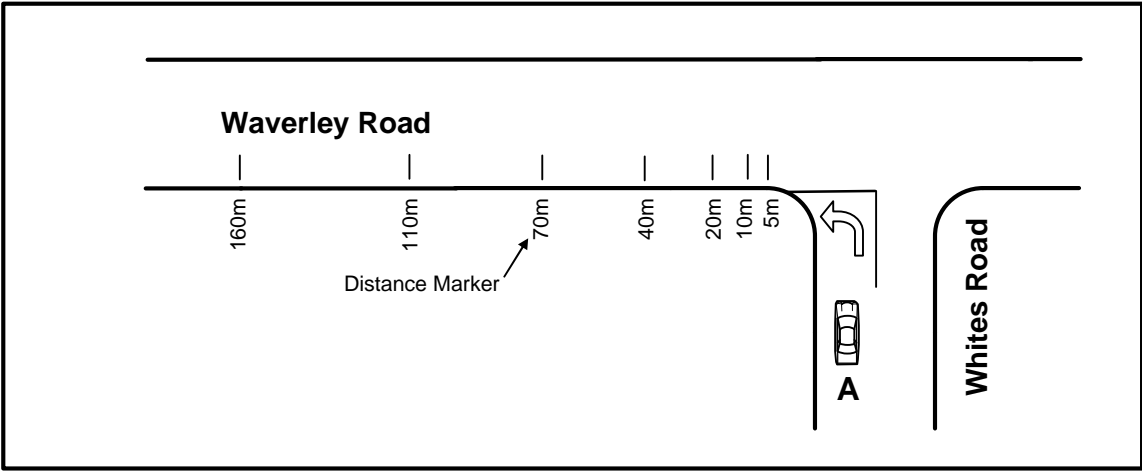 Waverley Road
160m
110m
70m
40m
20m
10m
5m
Distance Marker
A
Whites Road